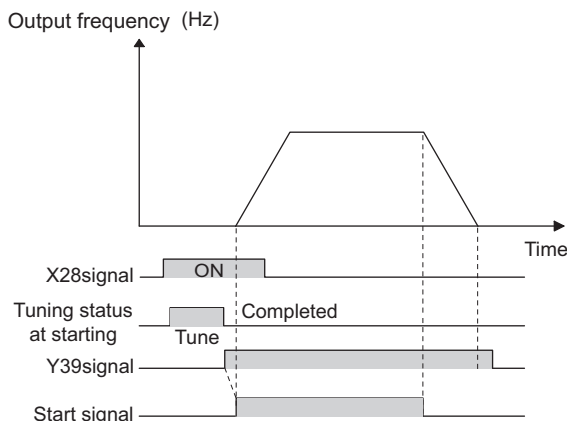 Output frequency (Hz)
Time
X28signal
ON
Tuning status
at starting
Tune
Completed
Y39signal
Start signal